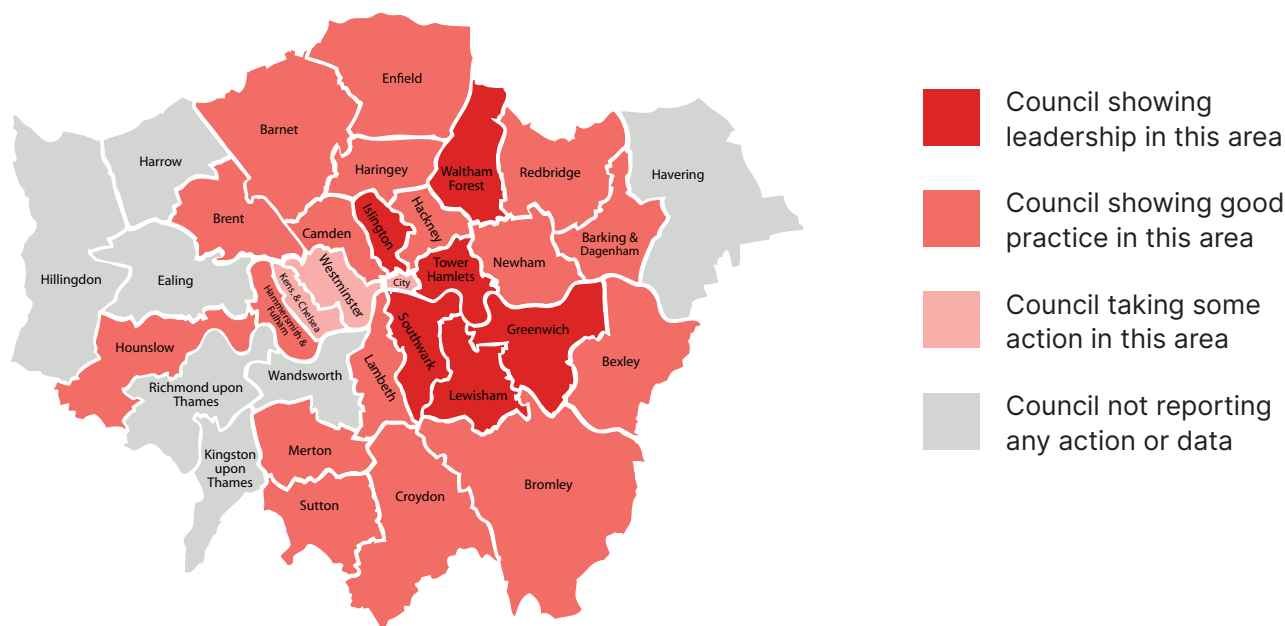 Enfield
Barnet
Harrow
Haringey
Waltham
Forest
Redbridge
Havering
Brent
Camden
Islington
Hackney
Barking &
Dagenham
Hillingdon
Ealing
Kens. & Chelsea
Westminster
City
Tower
Hamlets
Newham
Hammersmith &
Fulham
Hounslow
Southwark
Greenwich
Bexley
Richmond upon
Thames
Wandsworth
Lambeth
Lewisham
Kingston
upon
Thames
Merton
Sutton
Croydon
Bromley
Council showing
leadership in this area
Council showing good
practice in this area
Council taking some
action in this area
Council not reporting
any action or data